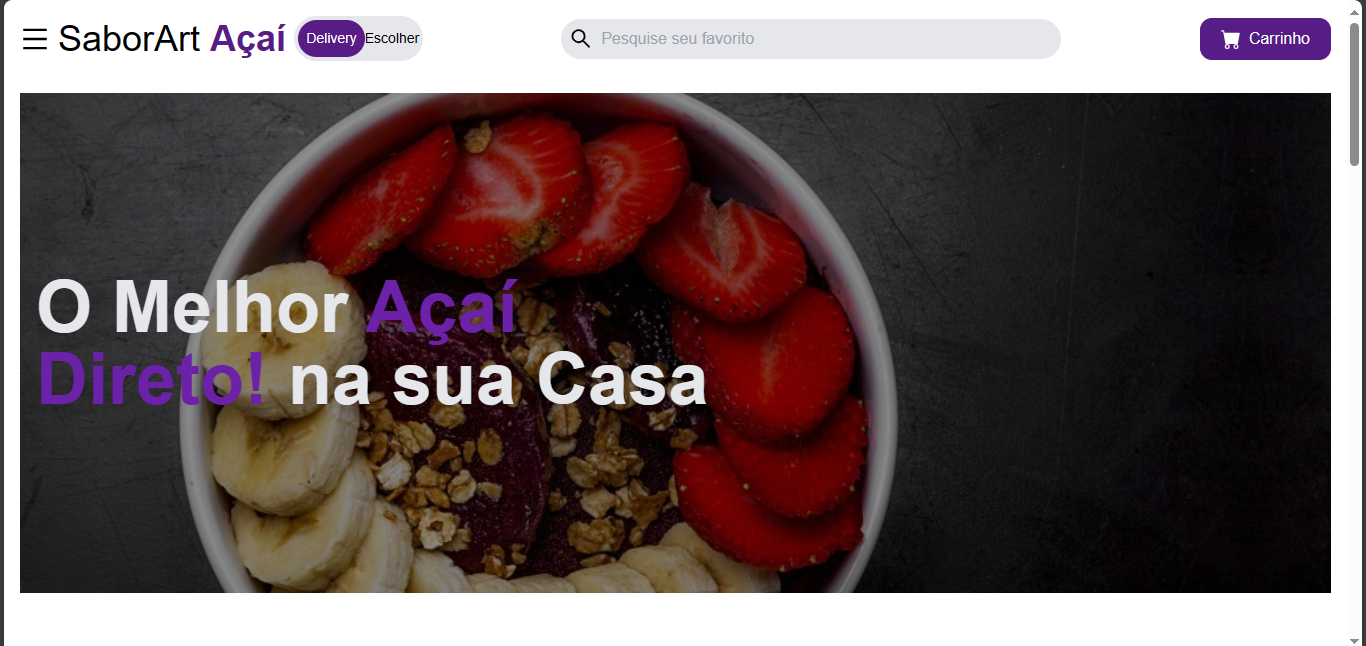 SaborArt Açaí
Delivery Escolher
Pesquise seu favorito
Carrinho
O Melhor Açaí
Direto! na sua Casa